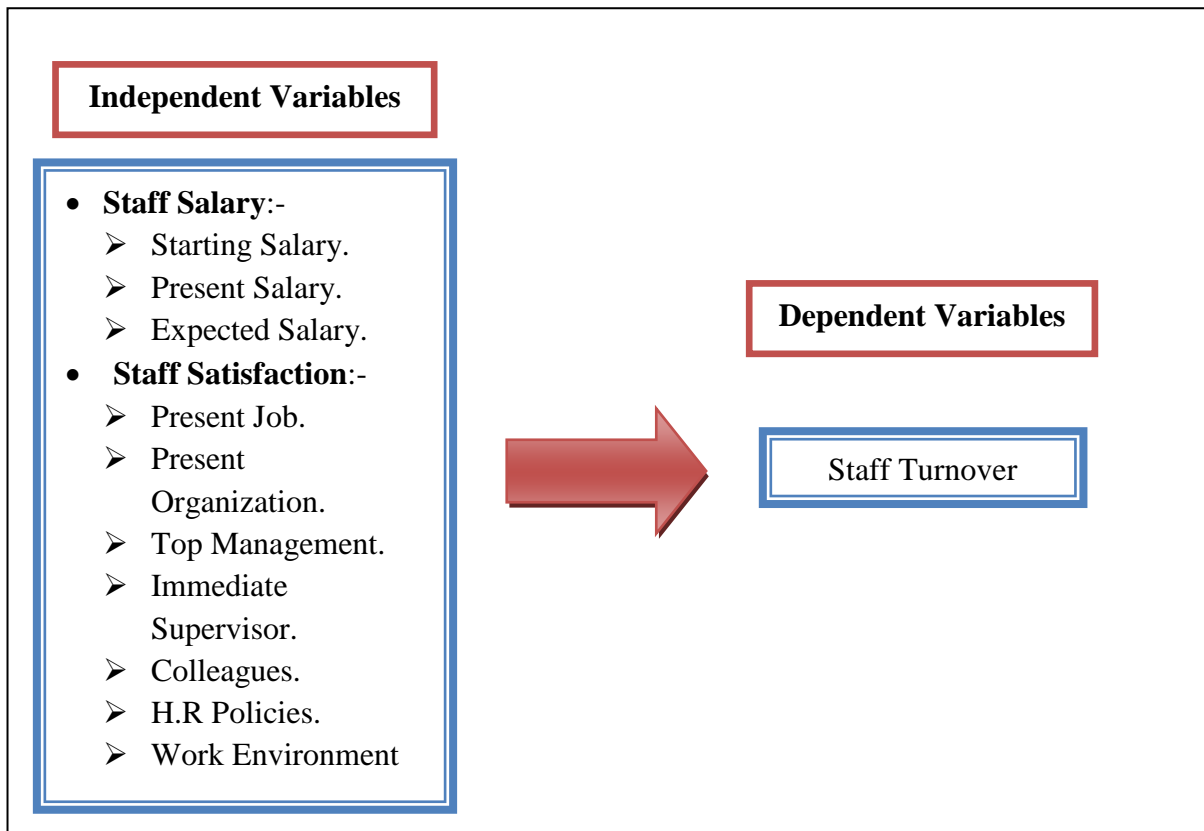 Independent Variables
• Staff Salary:-
➢ Starting Salary.
➢ Present Salary.
➢ Expected Salary.
• Staff Satisfaction:-
➢ Present Job.
➢ Present
Organization.
➢ Top Management.
➢ Immediate
Supervisor.
➢ Colleagues.
➢ H.R Policies.
➢ Work Environment
Dependent Variables
Staff Turnover